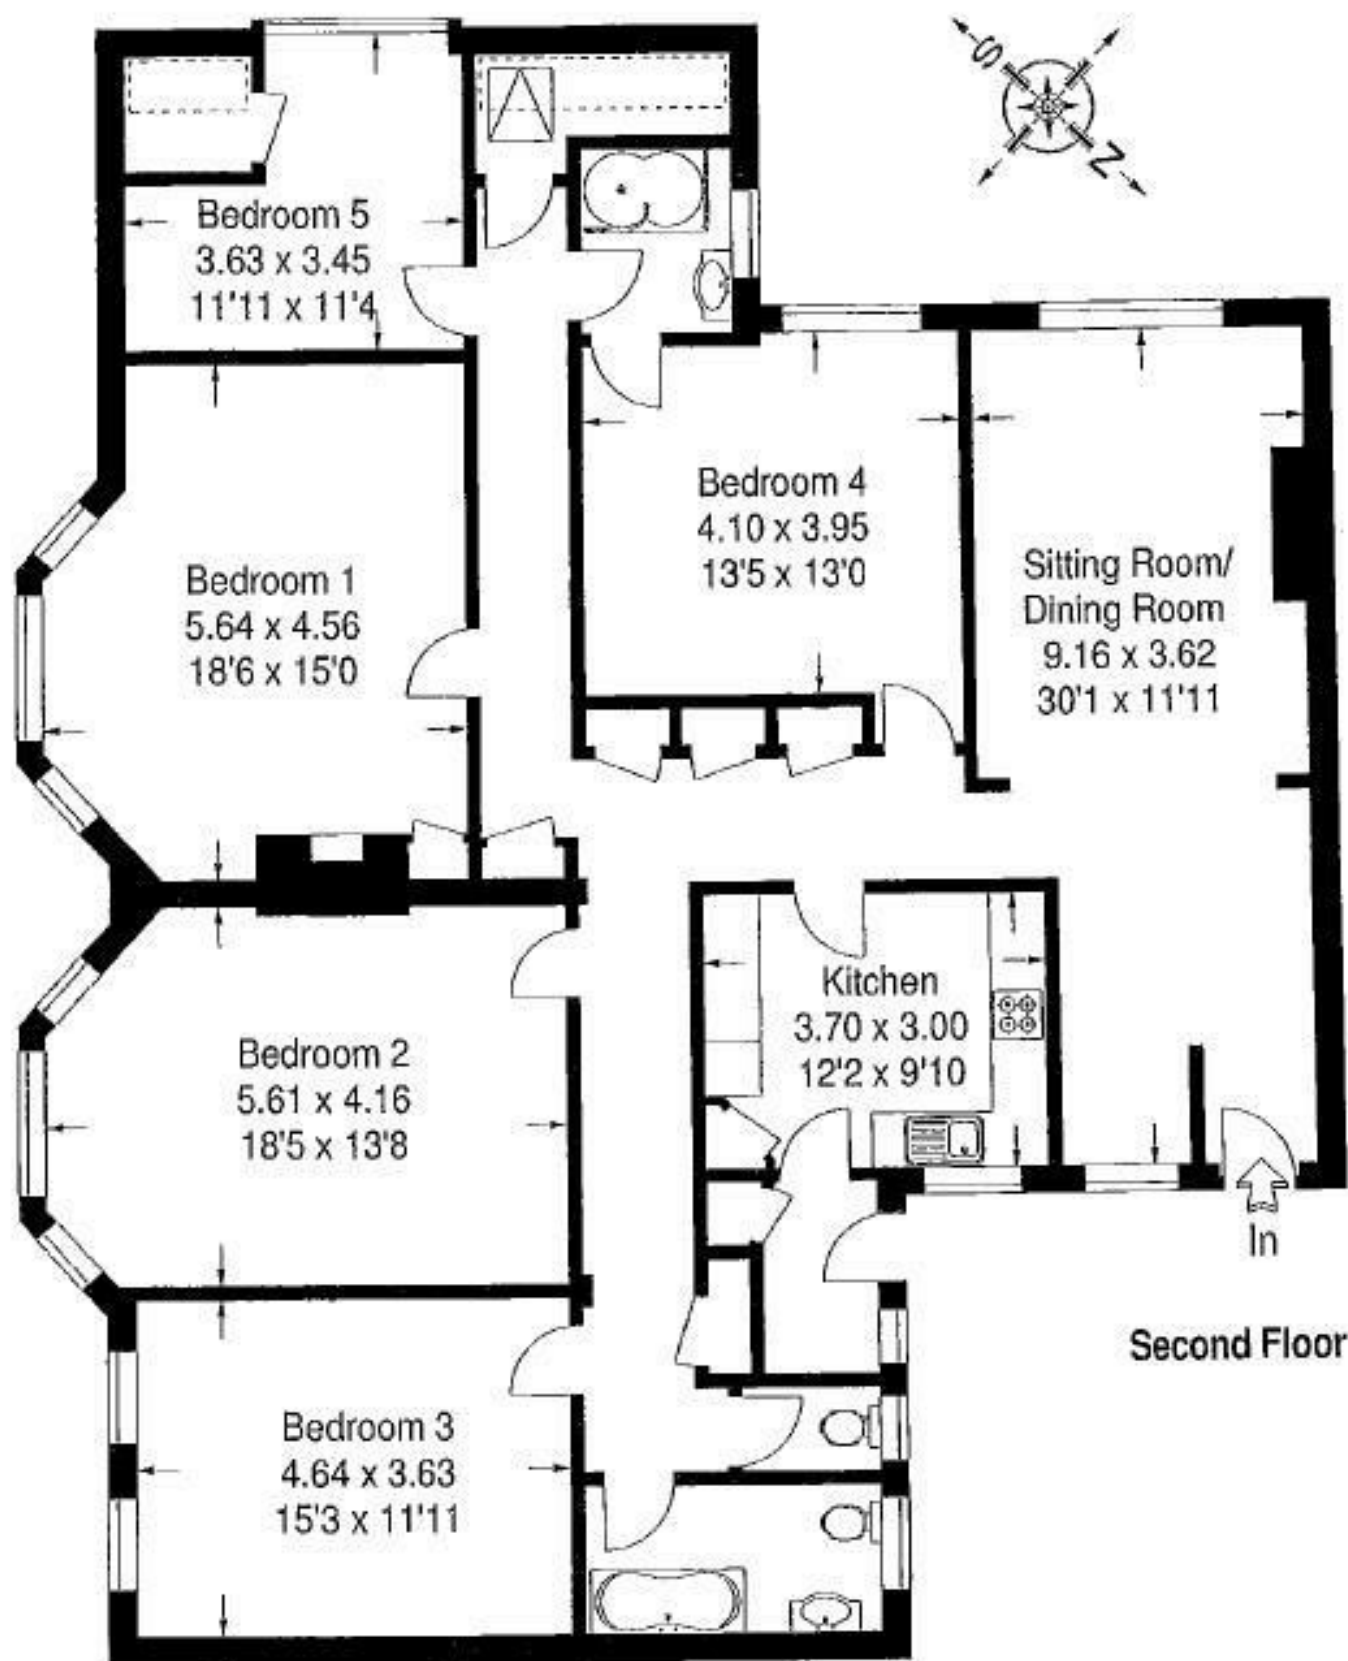 S
N
Bedroom 5
3.63 x 3.45
11'11 x 11'4
Bedroom 4
4.10 x 3.95
13'5 x 13'0
Sitting Room/
Dining Room
9.16 x 3.62
30'1 x 11'11
Bedroom 1
5.64 x 4.56
18'6 x 15'0
Kitchen
3.70 x 3.00
12'2 x 9'10
Bedroom 2
5.61 x 4.16
18'5 x 13'8
In
Second Floor
Bedroom 3
4.64 x 3.63
15'3 x 11'11